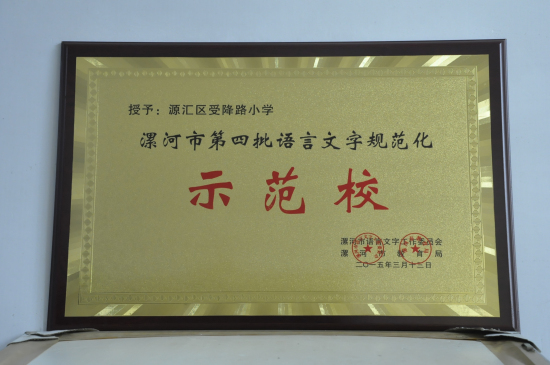 授予：源汇区受降路小学
漯河市第四批语言文字规范化
示范校
漯河市语言文字工作委员会
漯河市教育局
二〇一五年三月十三日